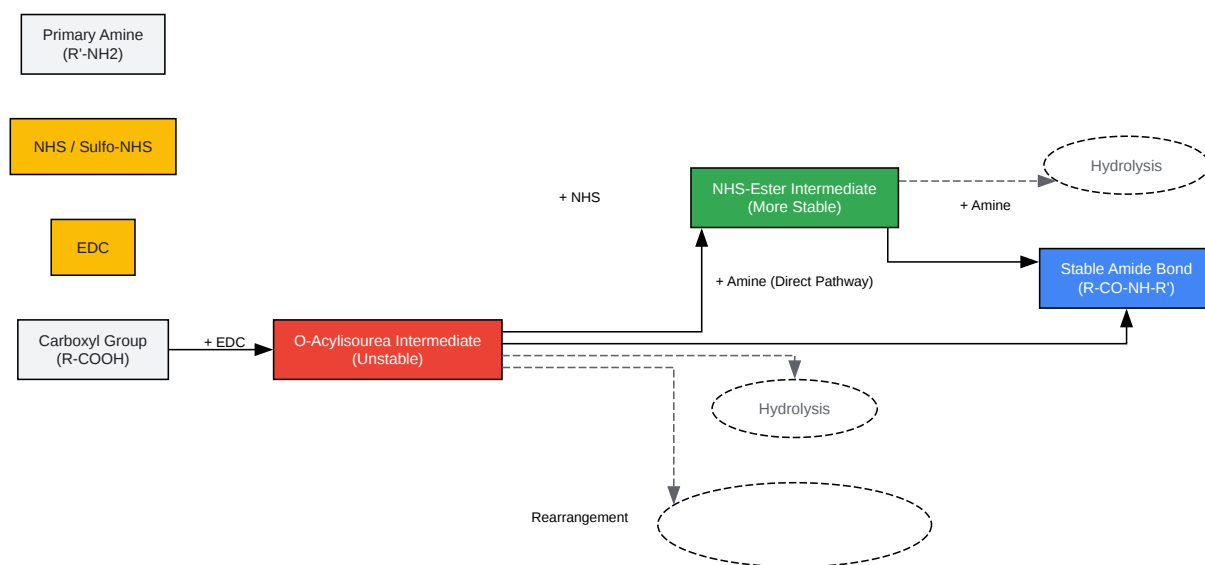 Primary Amine
(R'-NH2)
NHS / Sulfo-NHS
EDC
Carboxyl Group
(R-COOH)
+ EDC
O-Acylisourea Intermediate
(Unstable)
+ NHS
NHS-Ester Intermediate
(More Stable)
+ Amine (Direct Pathway)
+ Amine
Hydrolysis
Stable Amide Bond
(R-CO-NH-R')
Hydrolysis
Rearrangement